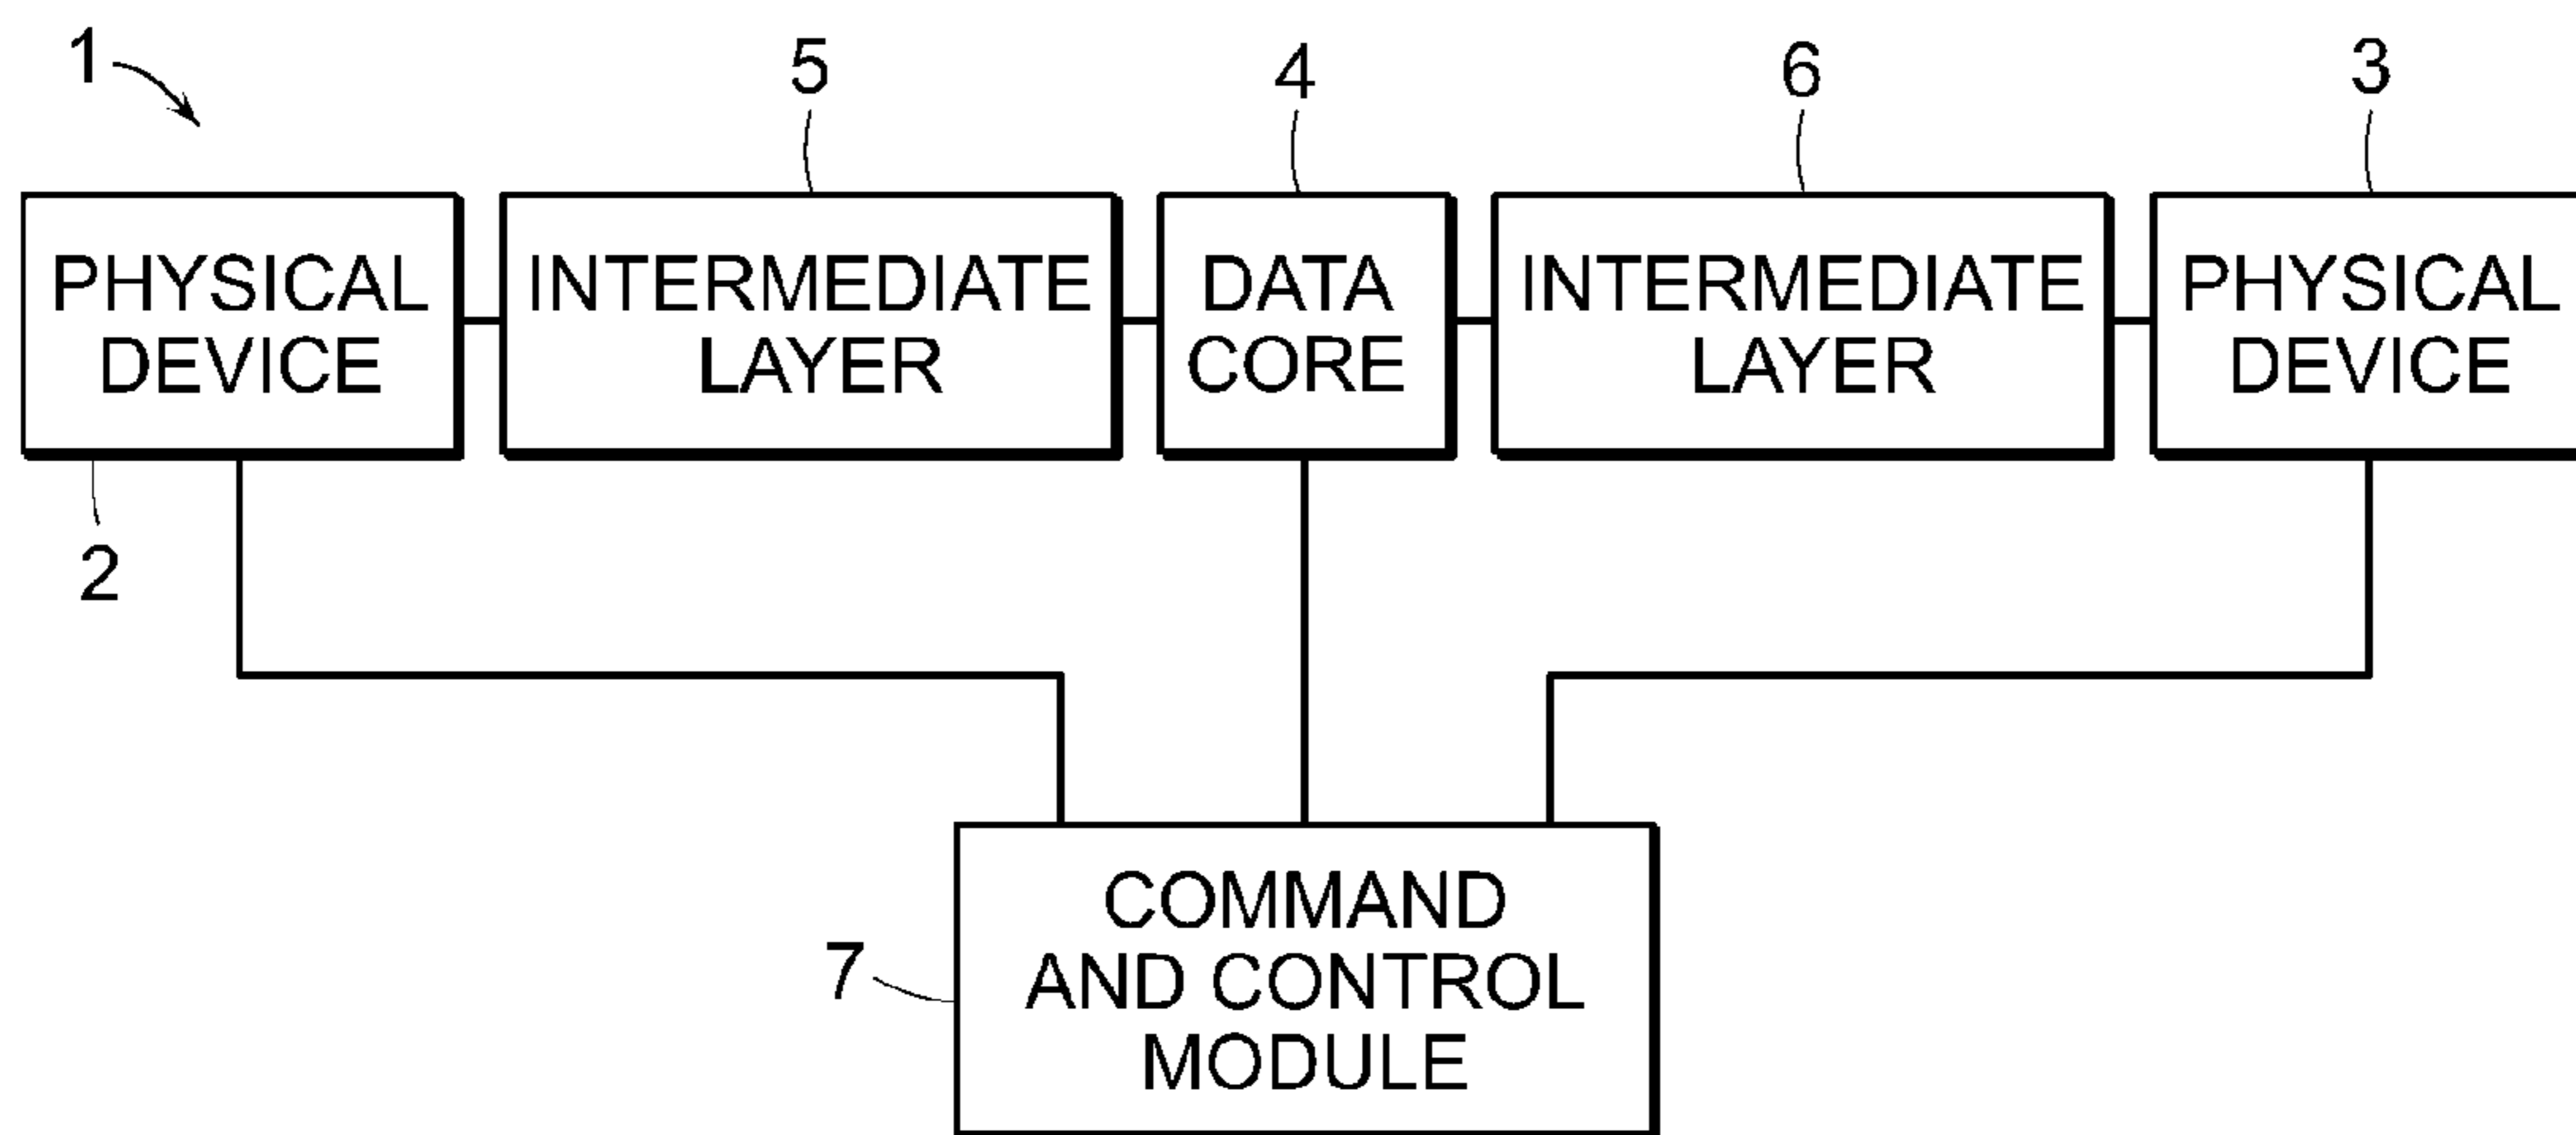 1
5
4
6
3
PHYSICAL
DEVICE
INTERMEDIATE
LAYER
DATA
CORE
INTERMEDIATE
LAYER
PHYSICAL
DEVICE
2
7
COMMAND
AND CONTROL
MODULE